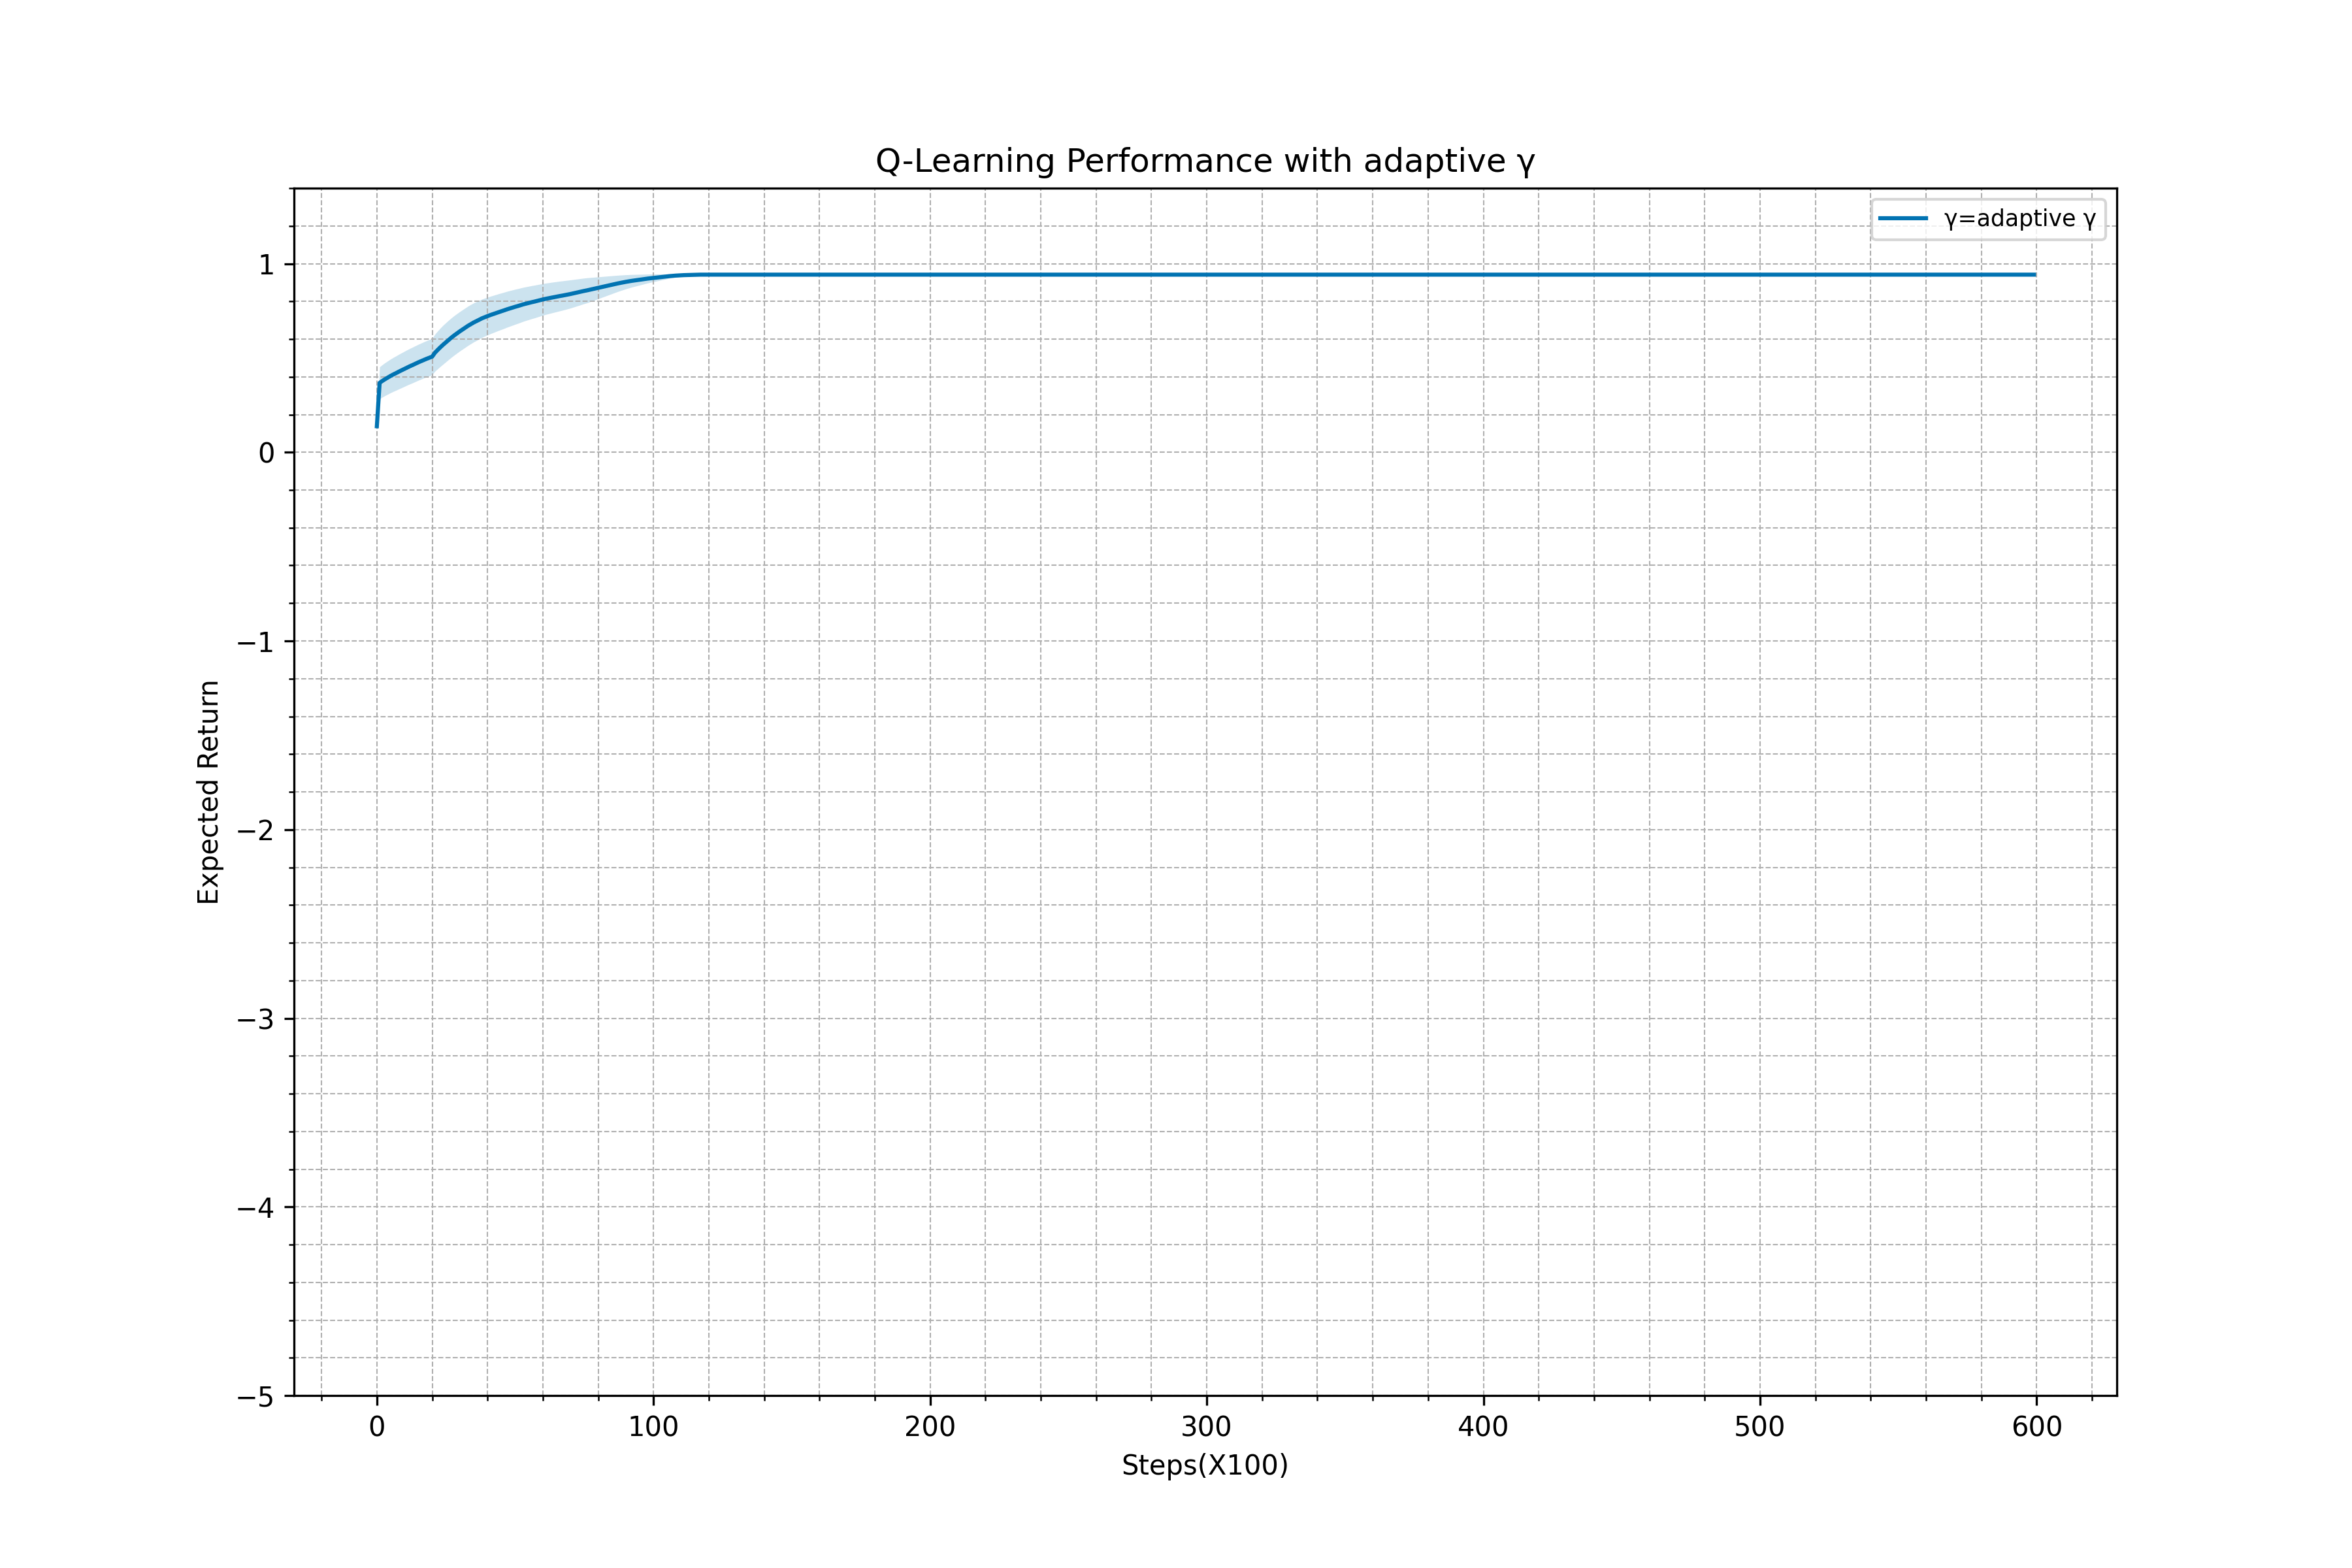 Q-Learning Performance with adaptive γ
γ=adaptive γ
1
0
−1
−2
−3
−4
−5
Expected Return
0 100 200 300 400 500 600
Steps(X100)